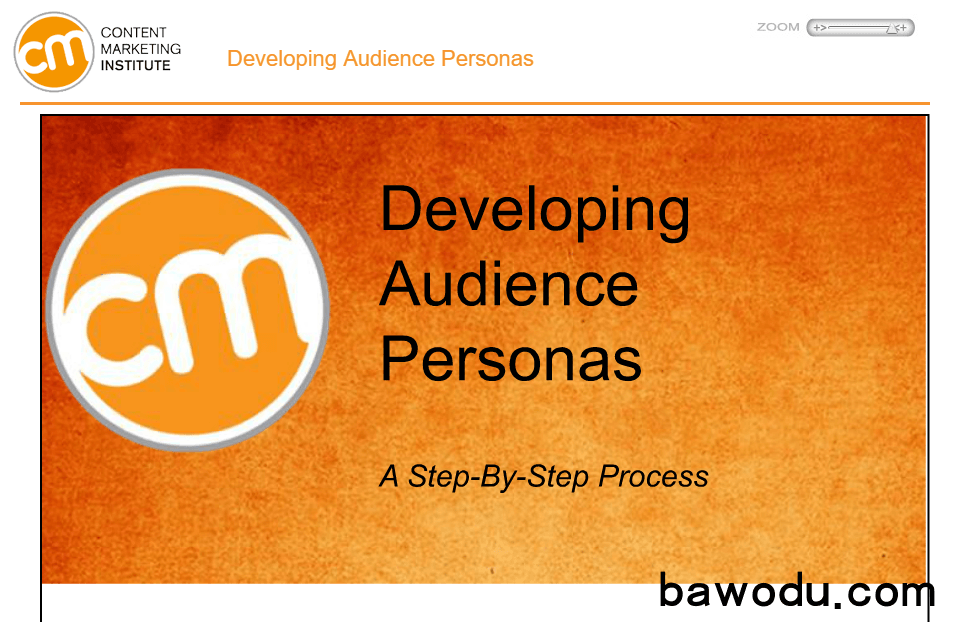 cm
CONTENT
MARKETING
INSTITUTE
Developing Audience Personas
ZOOM
cm
Developing
Audience
Personas
A Step-By-Step Process
bawodu.com